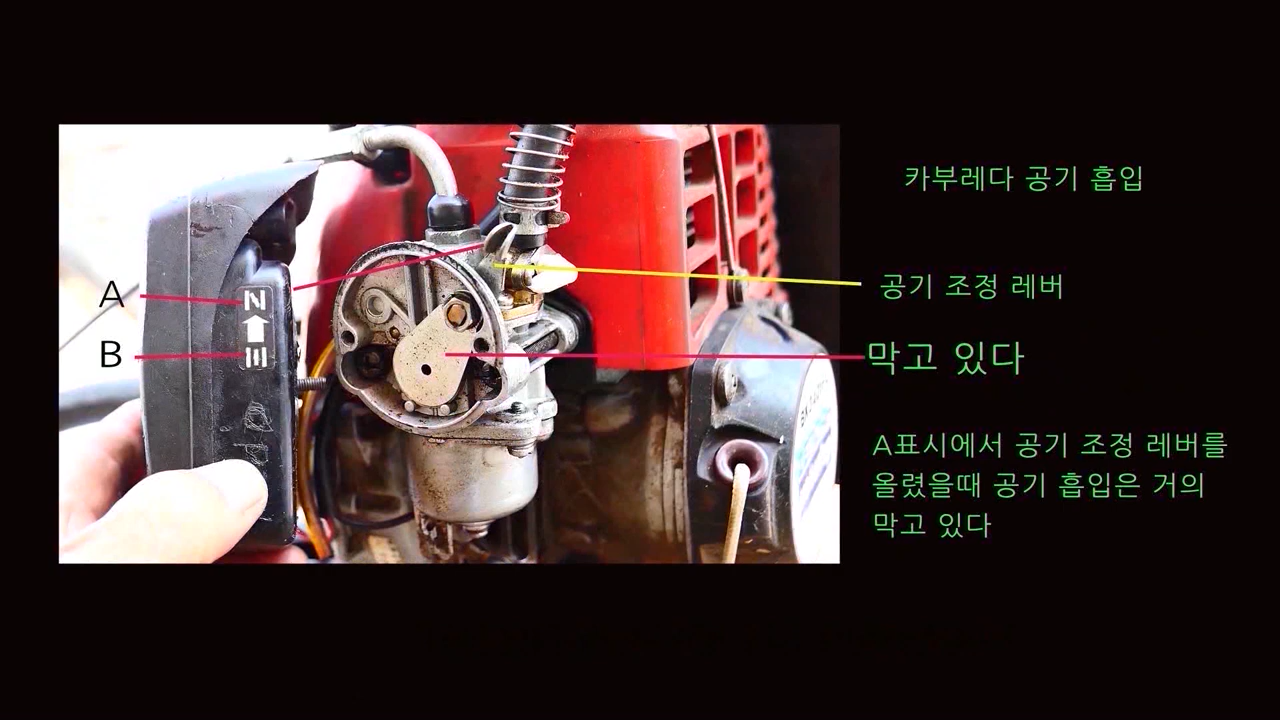 카부레다 공기 흡입
A
공기 조정 레버
B
막고 있다
A표시에서 공기 조정 레버를
올렸을때 공기 흡입은 거의
막고 있다